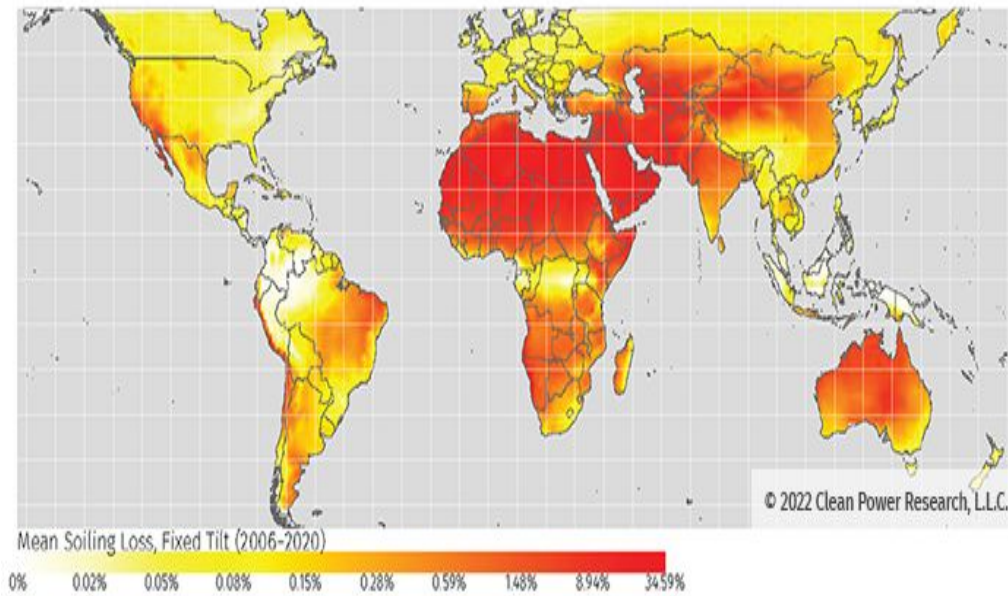 © 2022 Clean Power Research, L.L.C.
Mean Soiling Loss, Fixed Tilt (2006-2020)
0% 0.02% 0.05% 0.08% 0.15% 0.28% 0.59% 1.48% 8.94% 34.59%